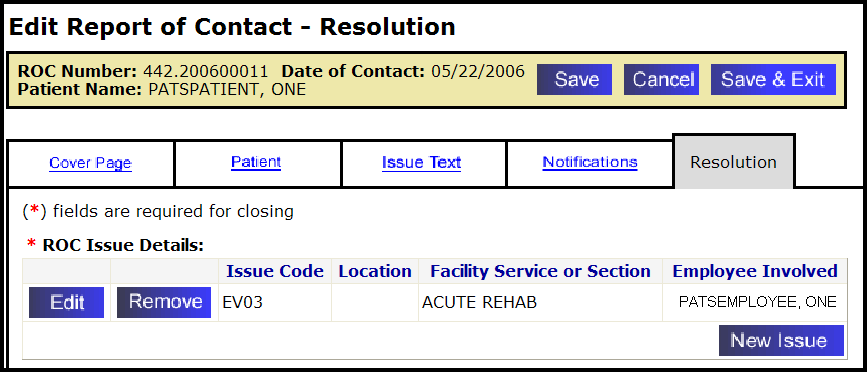 Edit Report of Contact - Resolution
ROC Number: 442.200600011 Date of Contact: 05/22/2006 Save Cancel Save & Exit
Patient Name: PATSPATIENT, ONE
Cover Page Patient Issue Text Notifications Resolution
(*) fields are required for closing
* ROC Issue Details:
Issue Code Location Facility Service or Section Employee Involved
Edit Remove EV03 ACUTE REHAB PATSEMPLOYEE, ONE
New Issue